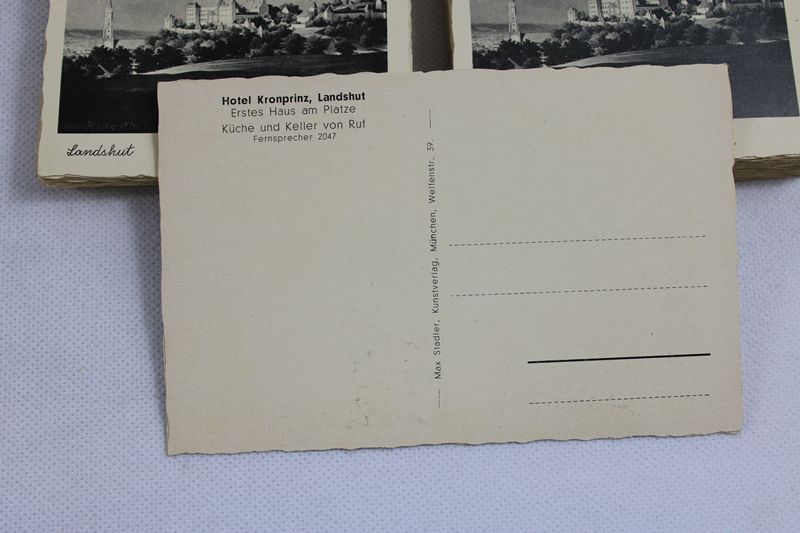 Hotel Kronprinz, Landshut
Erstes Haus am Platze
Küche und Keller von Ruf
Fernsprecher 2047
Max Stadler, Kunstverlag, München, Welfenstr. 39.
Landshut